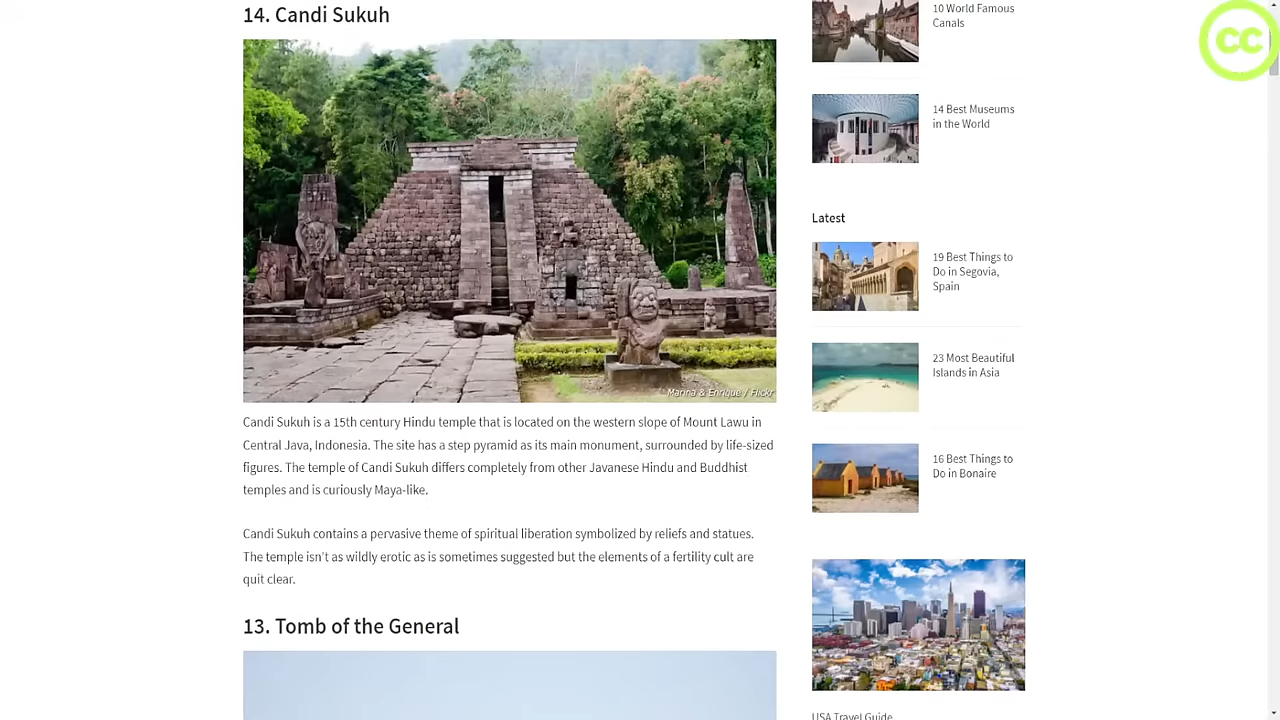 14. Candi Sukuh
Manna & Enrique / Flickr
Candi Sukuh is a 15th century Hindu temple that is located on the western slope of Mount Lawu in
Central Java, Indonesia. The site has a step pyramid as its main monument, surrounded by life-sized
figures. The temple of Candi Sukuh differs completely from other Javanese Hindu and Buddhist
temples and is curiously Maya-like.
Candi Sukuh contains a pervasive theme of spiritual liberation symbolized by reliefs and statues.
The temple isn't as wildly erotic as is sometimes suggested but the elements of a fertility cult are
quit clear.
13. Tomb of the General
10 World Famous
Canals
14 Best Museums
in the World
Latest
19 Best Things to
Do in Segovia,
Spain
23 Most Beautiful
Islands in Asia
16 Best Things to
Do in Bonaire
USA Travel Guide
CC